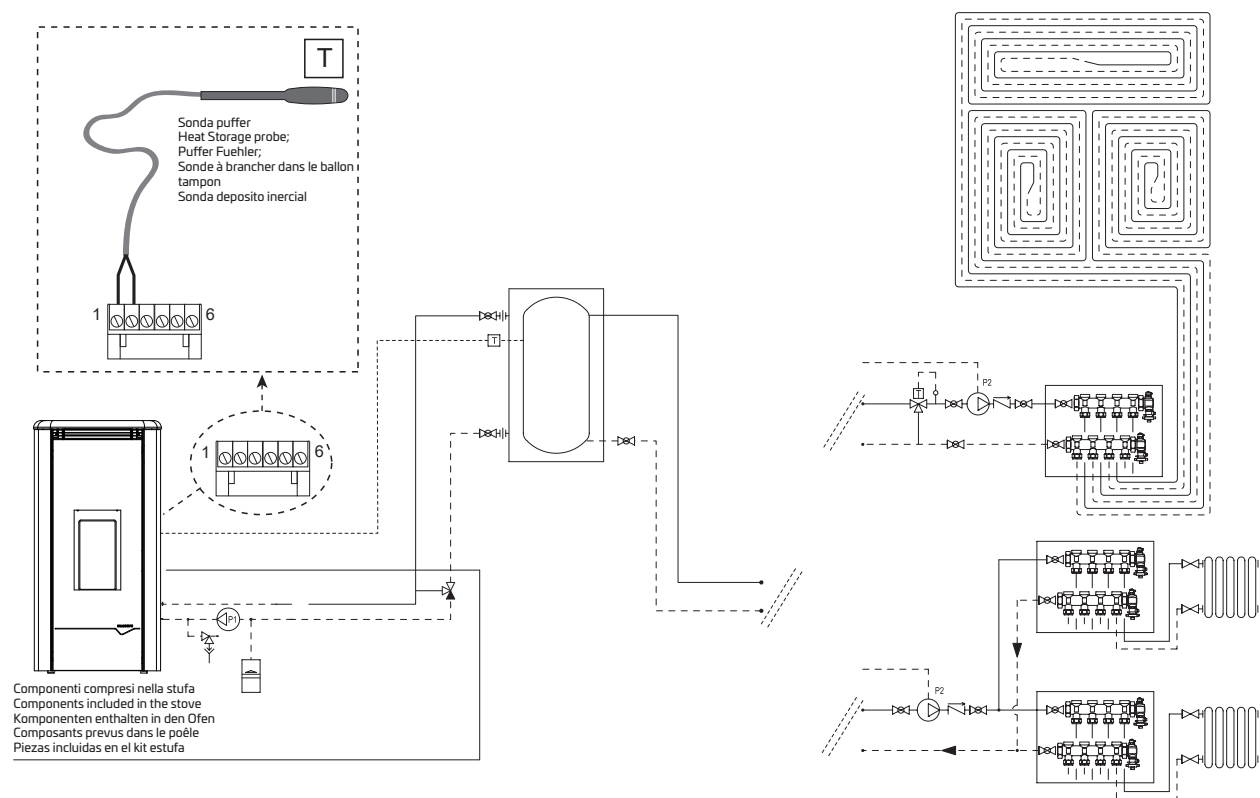 T
Sonda puffer
Heat Storage probe;
Puffer Fuehler;
Sonde à brancher dans le ballon
tampon
Sonda deposito inercial
1 6
1 6
T
P1
Componenti compresi nella stufa
Components included in the stove
Komponenten enthalten in den Ofen
Composants prevus dans le poêle
Piezas incluidas en el kit estufa
T
P2
P2